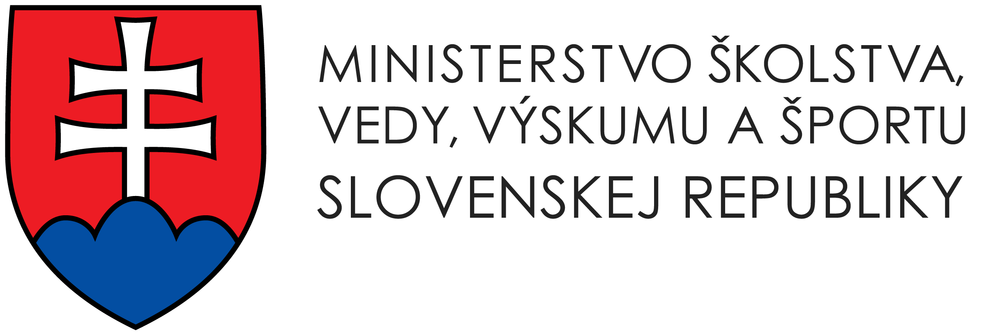 MINISTERSTVO ŠKOLSTVA,
VEDY, VÝSKUMU A ŠPORTU
SLOVENSKEJ REPUBLIKY